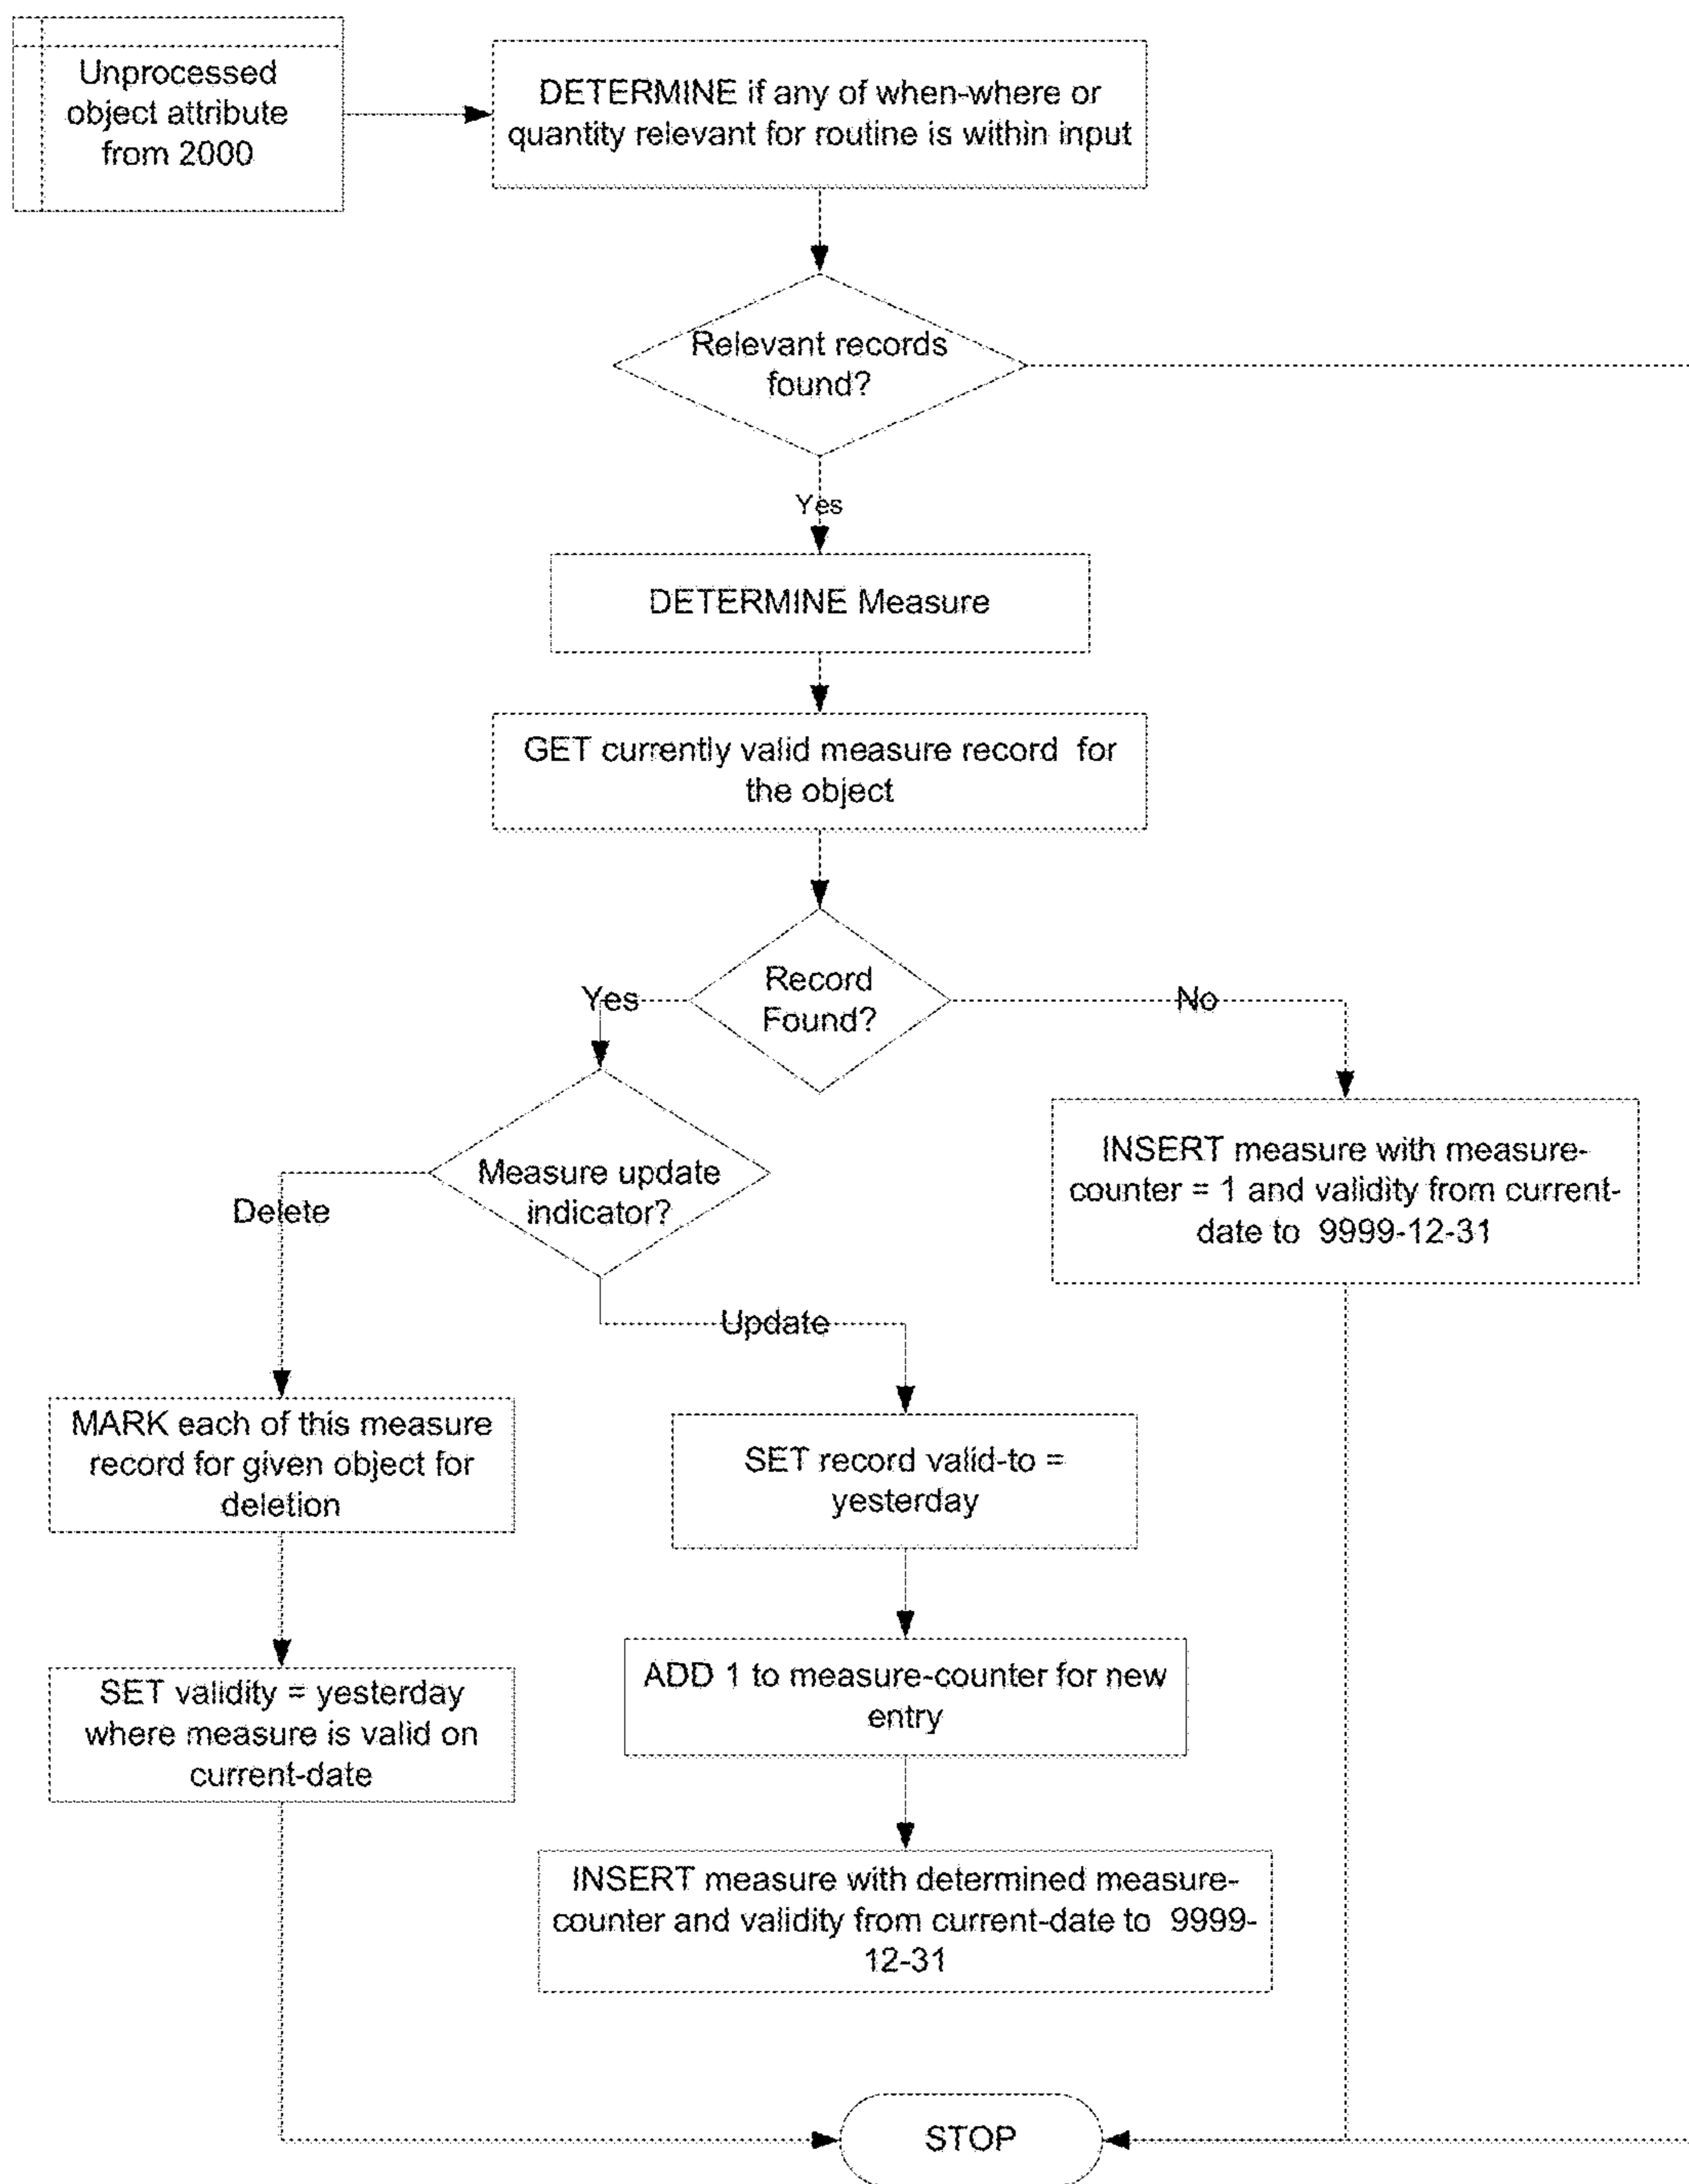 Unprocessed
object attribute
from 2000
DETERMINE if any of when-where or
quantity relevant for routine is within input
Relevant records
found?
Yes
DETERMINE Measure
GET currently valid measure record for
the object
Record
Found?
Yes
No
Measure update
indicator?
INSERT measure with measure-
counter = 1 and validity from current-
date to 9999-12-31
Delete
Update
MARK each of this measure
record for given object for
deletion
SET record valid-to =
yesterday
ADD 1 to measure-counter for new
entry
SET validity = yesterday
where measure is valid on
current-date
INSERT measure with determined measure-
counter and validity from current-date to 9999-
12-31
STOP